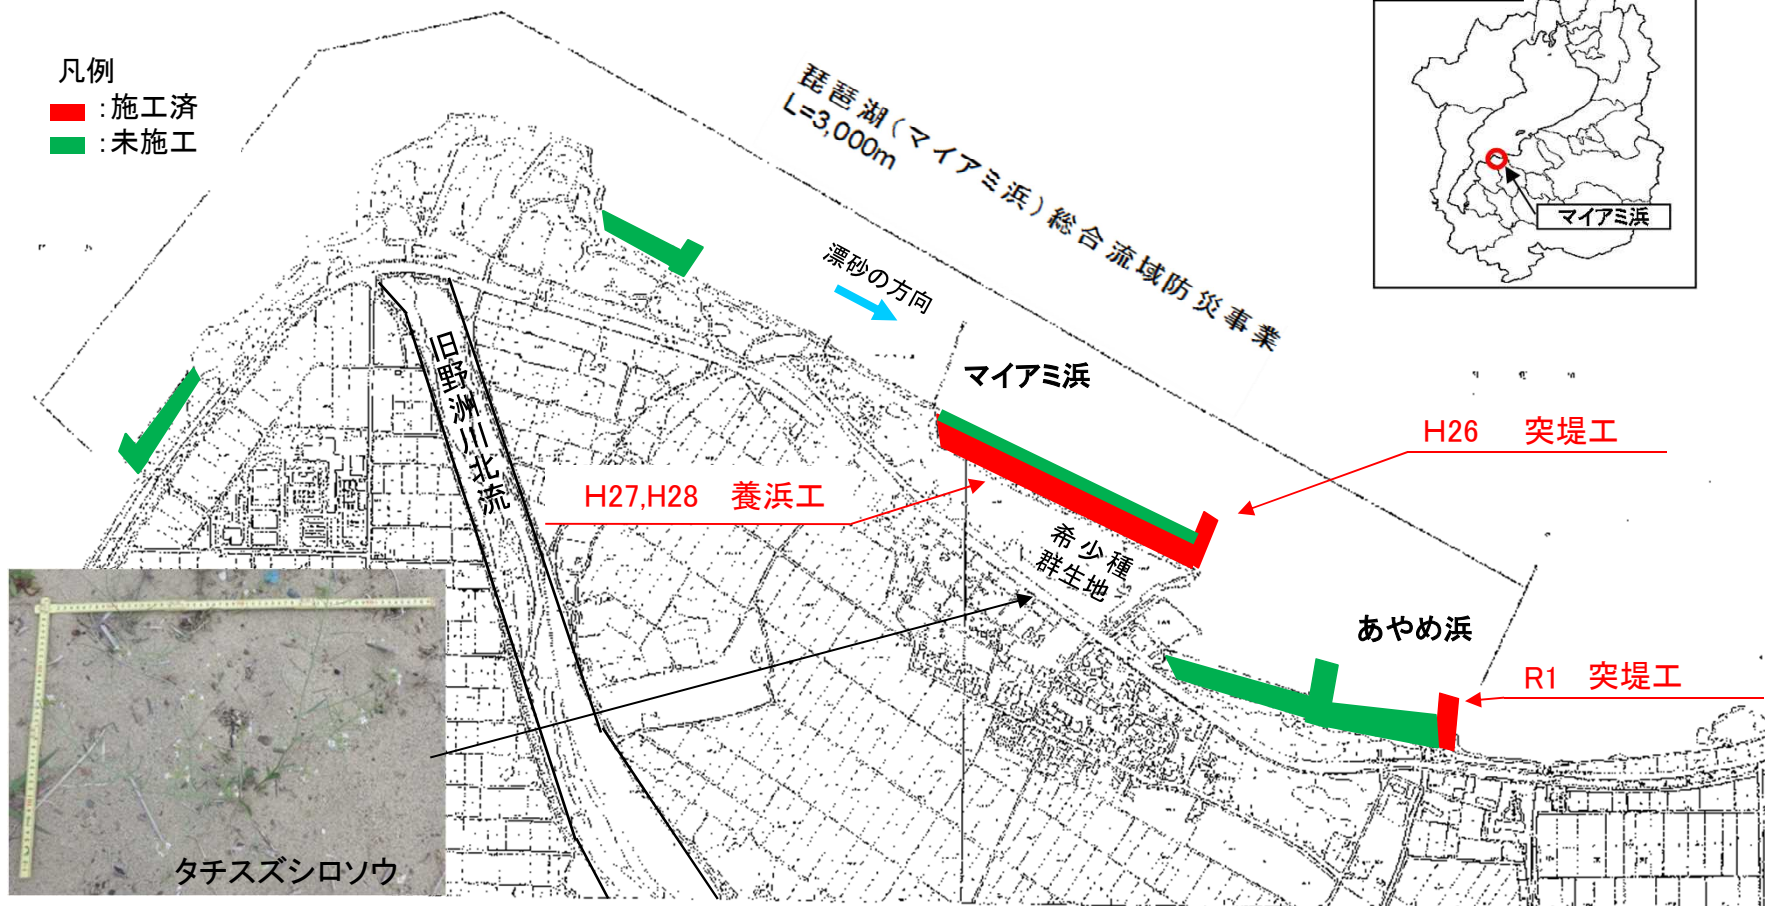 凡例
：施工済
：未施工
琵琶湖（マイアミ浜）総合流域防災事業
L=3,000m
マイアミ浜
漂砂の方向
旧野洲川北流
マイアミ浜
H26 突堤工
H27,H28 養浜工
希少種
群生地
あやめ浜
R1 突堤工
タチスズシロソウ